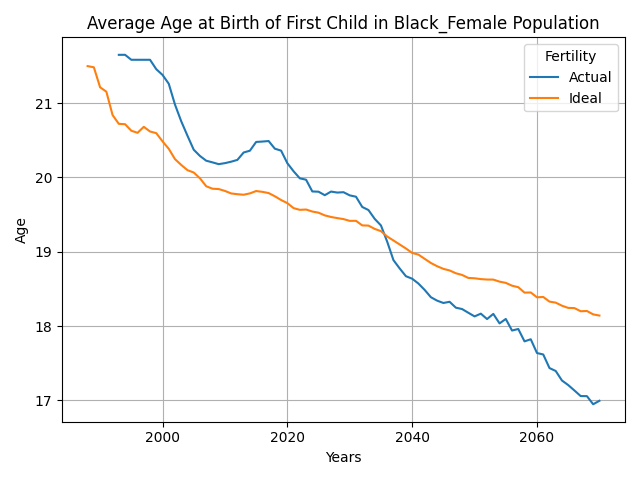 Average Age at Birth of First Child in Black_Female Population
Fertility
Actual
Ideal
21
20
19
18
17
Age
2000
2020
2040
2060
Years